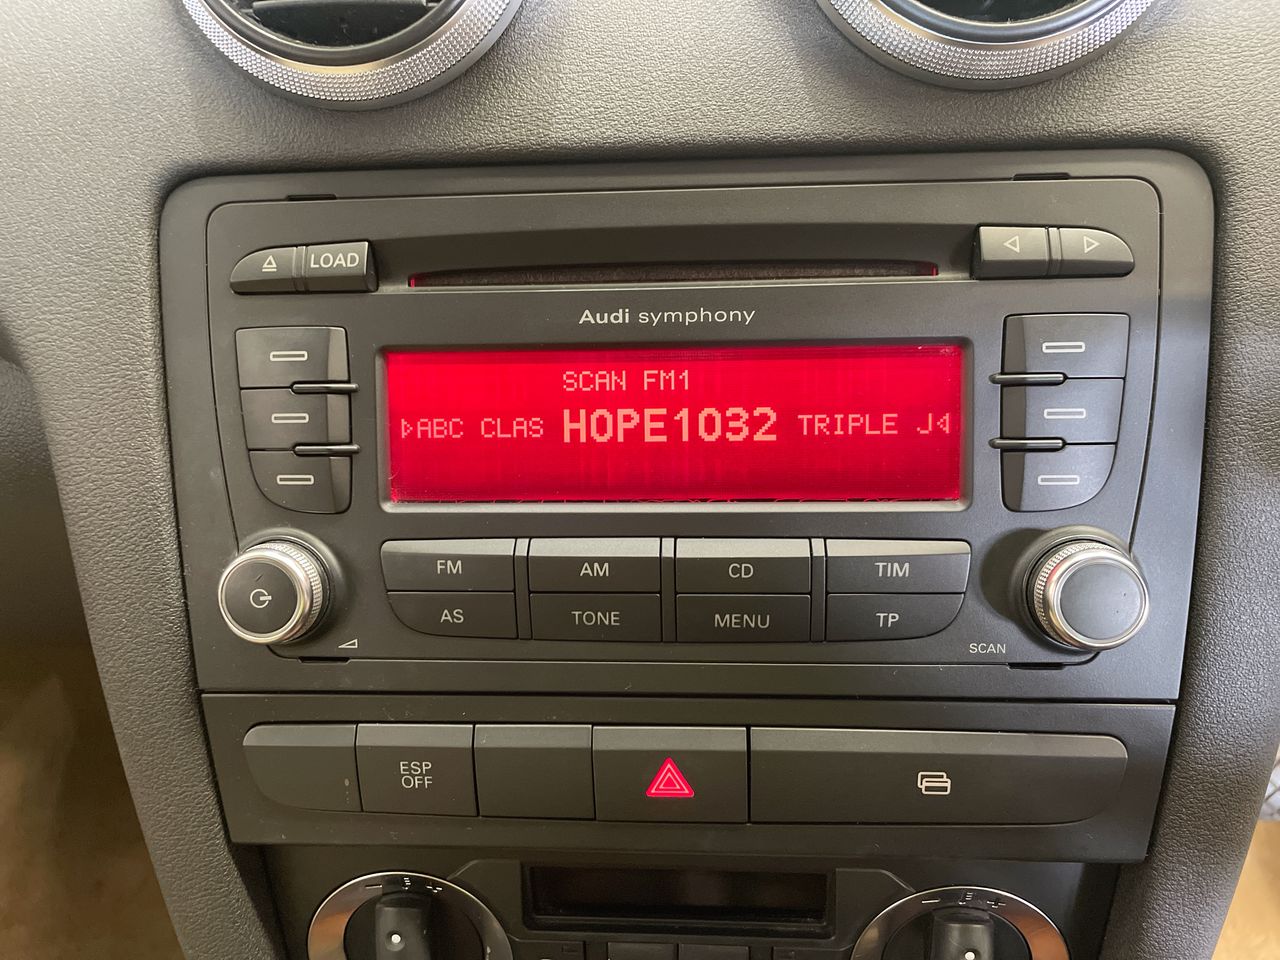 LOAD
Audi symphony
SCAN FM1
ABC CLAS HOPE1032 TRIPLE J
FM AM CD TIM
AS TONE MENU TP
SCAN
ESP
OFF